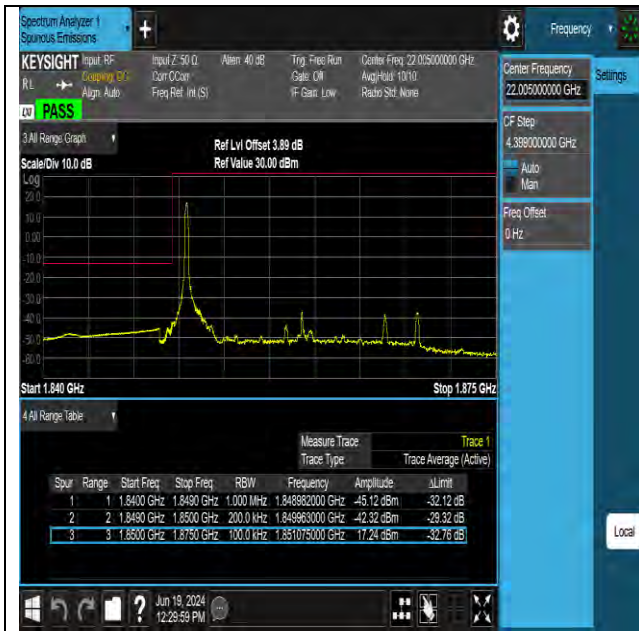 Spectrum Analyzer 1
Spurious Emissions
Frequency
KEYSIGHT
Input: RF
Coupling: DC
Align: Auto
Input Z: 50 Ω
Corr CCorr
Freq Ref: Int (S)
Atten: 40 dB
Trig: Free Run
Gate: Off
IF Gain: Low
Center Freq: 22.005000000 GHz
Avg|Hold: 10/10
Radio Std: None
RL
LXI
PASS
3 All Range Graph
Scale/Div 10.0 dB
Ref Lvl Offset 3.89 dB
Ref Value 30.00 dBm
Log
20.0
10.0
0.00
-10.0
-20.0
-30.0
-40.0
-50.0
-60.0
Start 1.840 GHz
Stop 1.875 GHz
4 All Range Table
Measure Trace Trace 1
Trace Type Trace Average (Active)
Spur Range Start Freq Stop Freq RBW Frequency Amplitude ΔLimit
1 1 1.8400 GHz 1.8490 GHz 1.000 MHz 1.848982000 GHz -45.12 dBm -32.12 dB
2 2 1.8490 GHz 1.8500 GHz 200.0 kHz 1.849963000 GHz -42.32 dBm -29.32 dB
3 3 1.8500 GHz 1.8750 GHz 100.0 kHz 1.851075000 GHz 17.24 dBm -32.76 dB
Jun 19, 2024
12:29:59 PM
Center Frequency
22.005000000 GHz
Settings
CF Step
4.399000000 GHz
Auto
Man
Freq Offset
0 Hz
Local